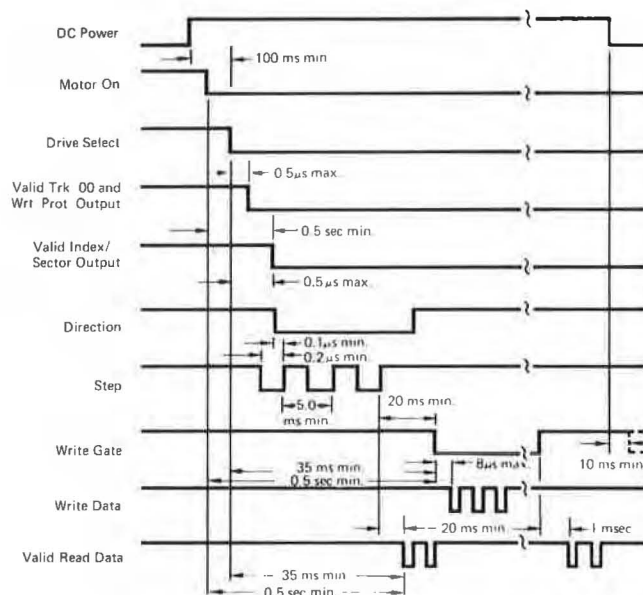 DC Power
100 ms min
Motor On
Drive Select
0.5μs max.
Valid Trk 00 and
Wrt Prot Output
0.5 sec min.
Valid Index/
Sector Output
0.5μs max.
Direction
0.1μs min.
0.2μs min.
Step
5.0
ms min.
20 ms min.
Write Gate
35 ms min.
8μs max.
10 ms min
0.5 sec min.
Write Data
20 ms min.
1 msec
Valid Read Data
35 ms min
0.5 sec min.